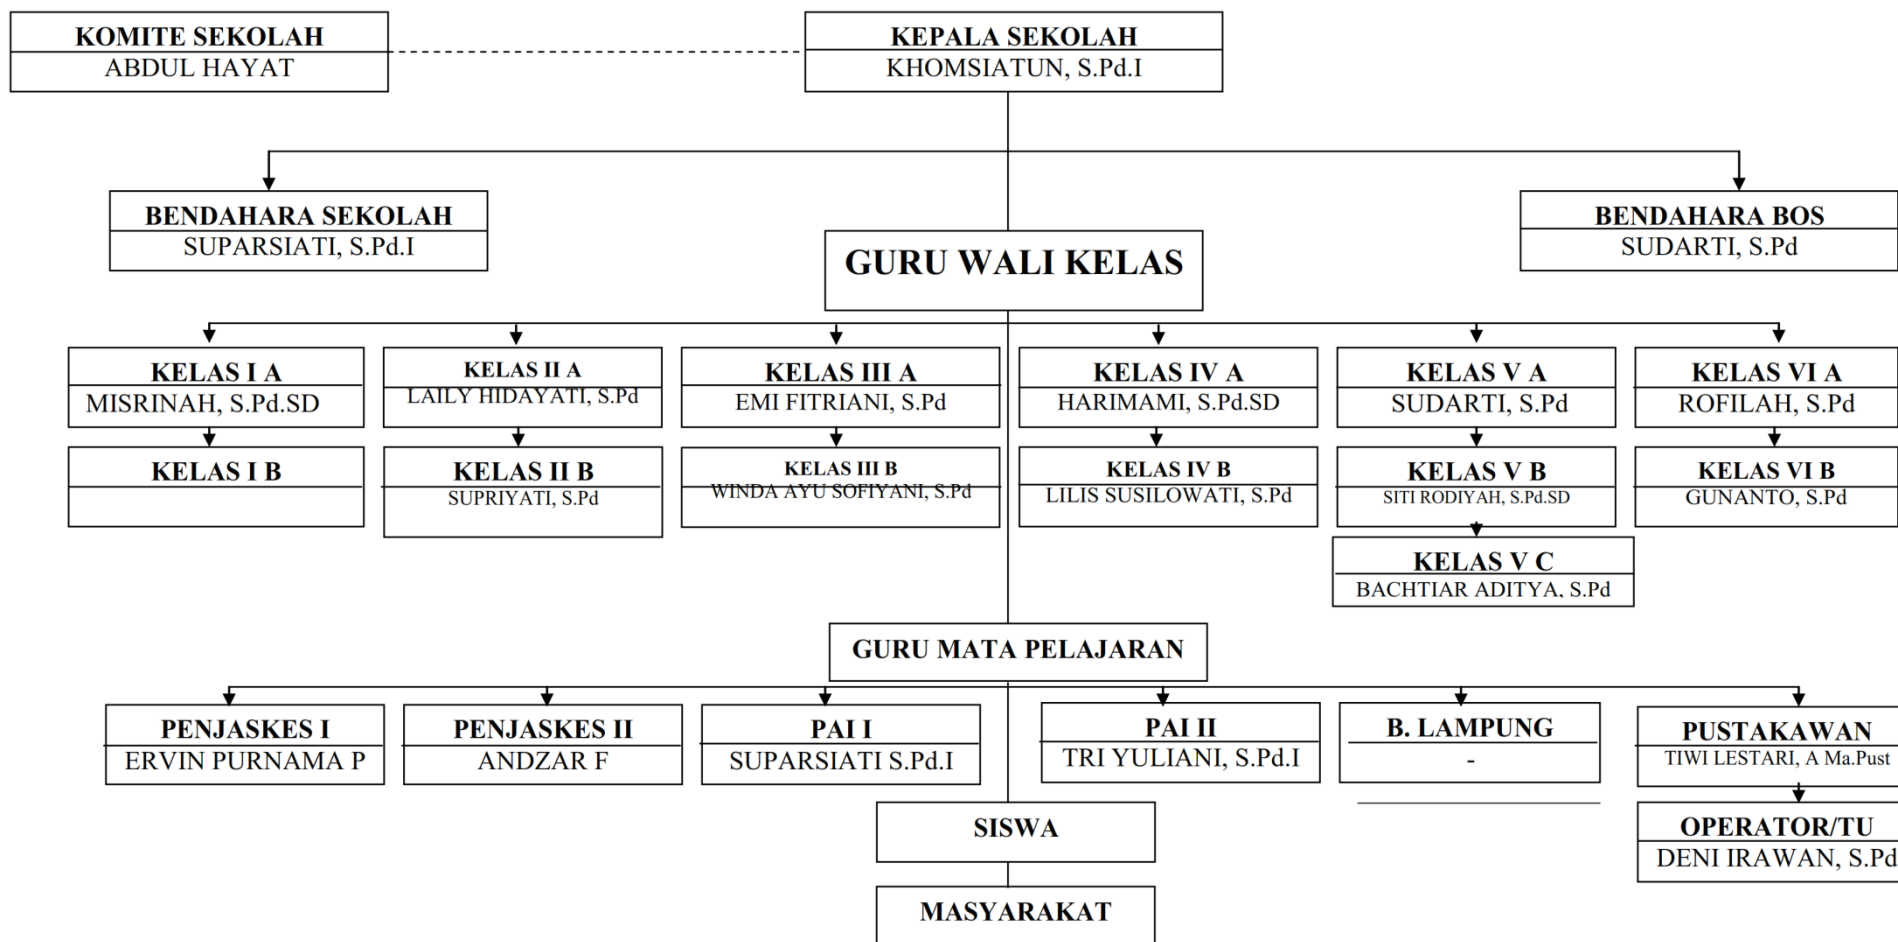 KOMITE SEKOLAH
ABDUL HAYAT
KEPALA SEKOLAH
KHOMSIATUN, S.Pd.I
BENDAHARA SEKOLAH
SUPARSIATI, S.Pd.I
BENDAHARA BOS
SUDARTI, S.Pd
GURU WALI KELAS
KELAS I A
MISRINAH, S.Pd.SD
KELAS II A
LAILY HIDAYATI, S.Pd
KELAS III A
EMI FITRIANI, S.Pd
KELAS IV A
HARIMAMI, S.Pd.SD
KELAS V A
SUDARTI, S.Pd
KELAS VI A
ROFILAH, S.Pd
KELAS I B
KELAS II B
SUPRIYATI, S.Pd
KELAS III B
WINDA AYU SOFIYANI, S.Pd
KELAS IV B
LILIS SUSILOWATI, S.Pd
KELAS V B
SITI RODIYAH, S.Pd.SD
KELAS VI B
GUNANTO, S.Pd
KELAS V C
BACHTIAR ADITYA, S.Pd
GURU MATA PELAJARAN
PENJASKES I
ERVIN PURNAMA P
PENJASKES II
ANDZAR F
PAI I
SUPARSIATI S.Pd.I
PAI II
TRI YULIANI, S.Pd.I
B. LAMPUNG
-
PUSTAKAWAN
TIWI LESTARI, A Ma.Pust
OPERATOR/TU
DENI IRAWAN, S.Pd
SISWA
MASYARAKAT